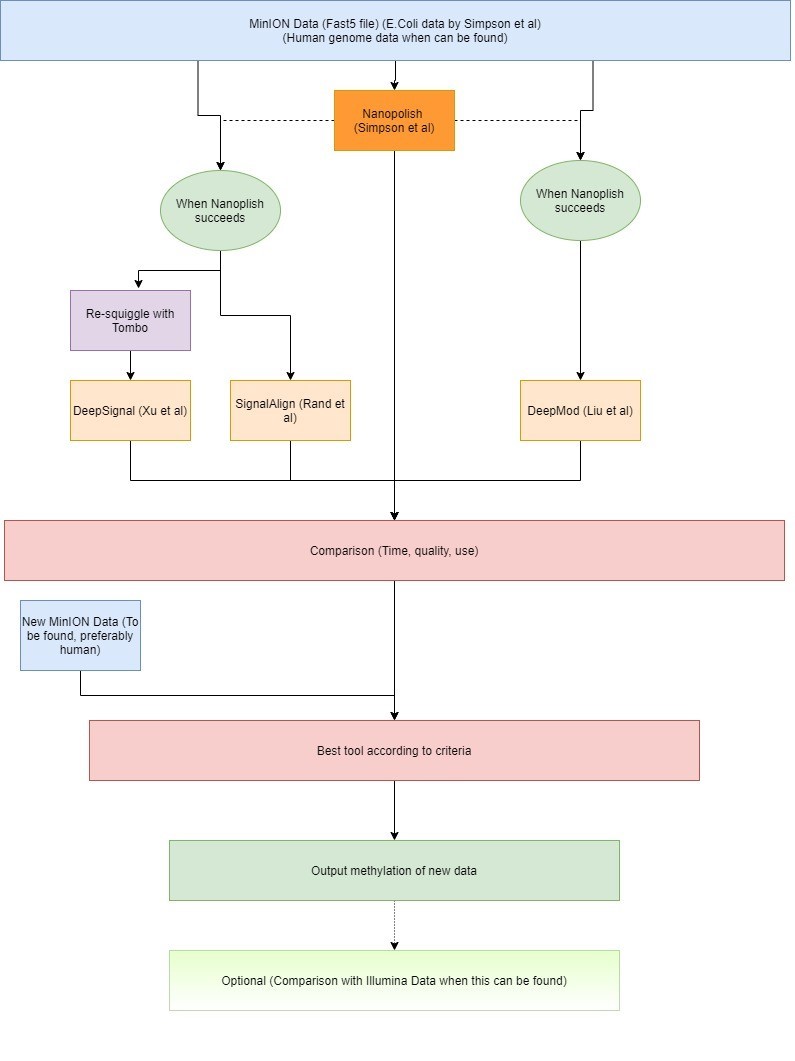 MinION Data (Fast5 file) (E.Coli data by Simpson et al)
(Human genome data when can be found)
Nanopolish
(Simpson et al)
When Nanoplish
succeeds
When Nanoplish
succeeds
Re-squiggle with
Tombo
DeepSignal (Xu et al)
SignalAlign (Rand et
al)
DeepMod (Liu et al)
Comparison (Time, quality, use)
New MinION Data (To
be found, preferably
human)
Best tool according to criteria
Output methylation of new data
Optional (Comparison with Illumina Data when this can be found)